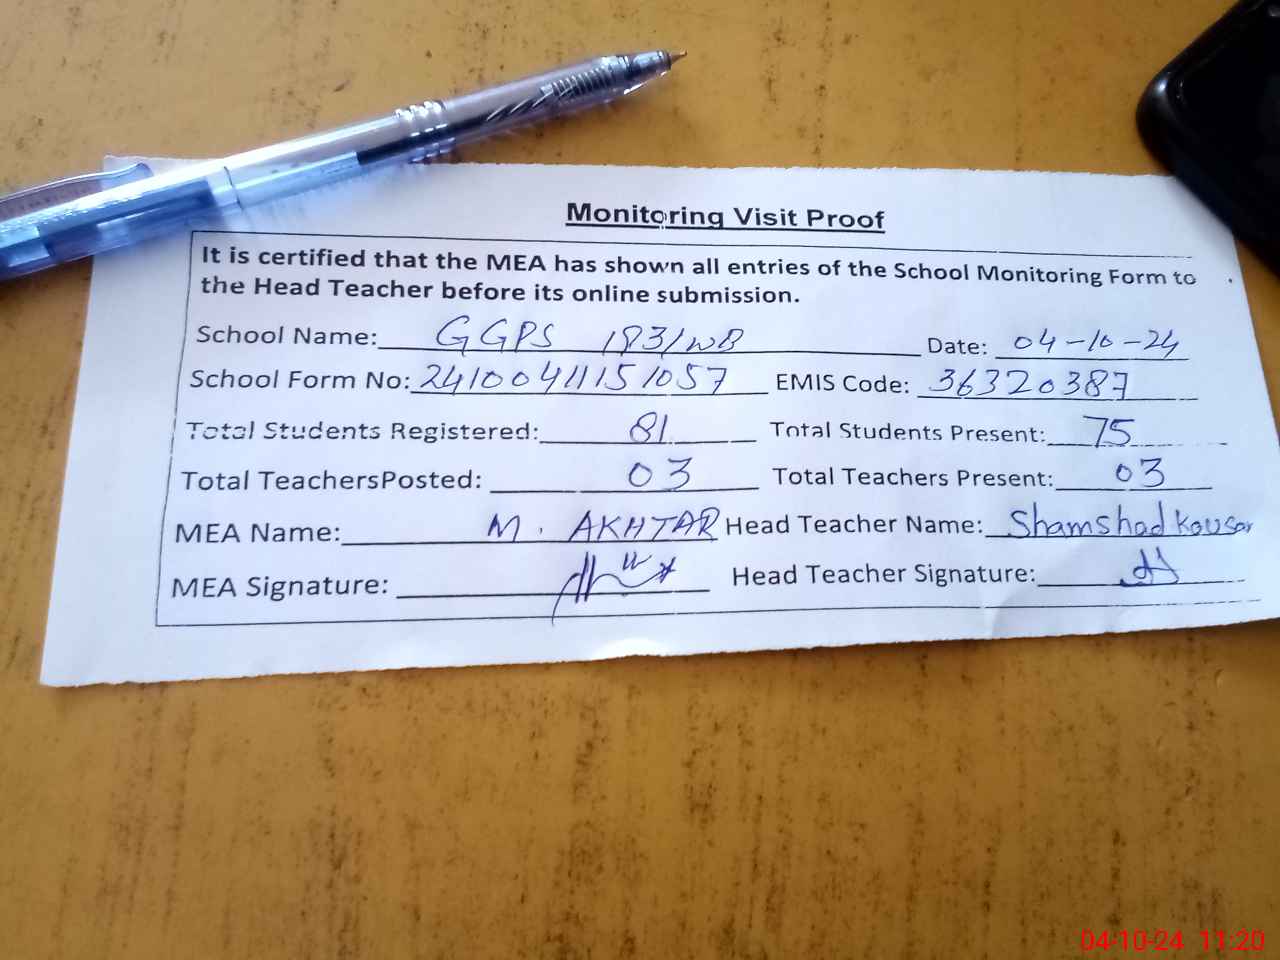 Monitoring Visit Proof
It is certified that the MEA has shown all entries of the School Monitoring Form to
the Head Teacher before its online submission.
School Name: GGPS 183/WB Date: 04-10-24
School Form No: 24100411151057 EMIS Code: 36320387
Total Students Registered: 81 Total Students Present: 75
Total TeachersPosted: 03 Total Teachers Present: 03
MEA Name: M. AKHTAR Head Teacher Name: Shamshad Kousar
MEA Signature: Head Teacher Signature:
04-10-24 11:20